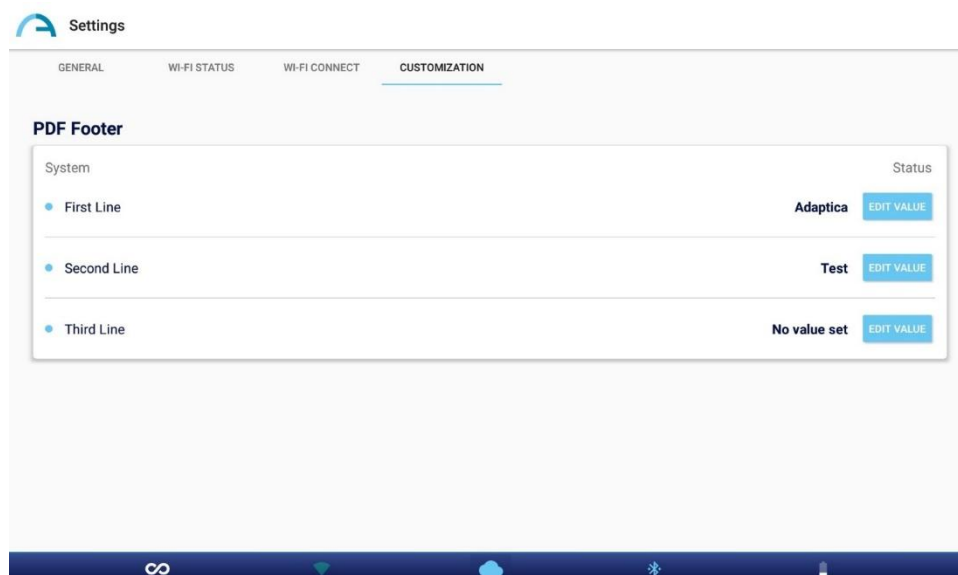 Settings
GENERAL WI-FI STATUS WI-FI CONNECT CUSTOMIZATION
PDF Footer
System Status
First Line Adaptica EDIT VALUE
Second Line Test EDIT VALUE
Third Line No value set EDIT VALUE